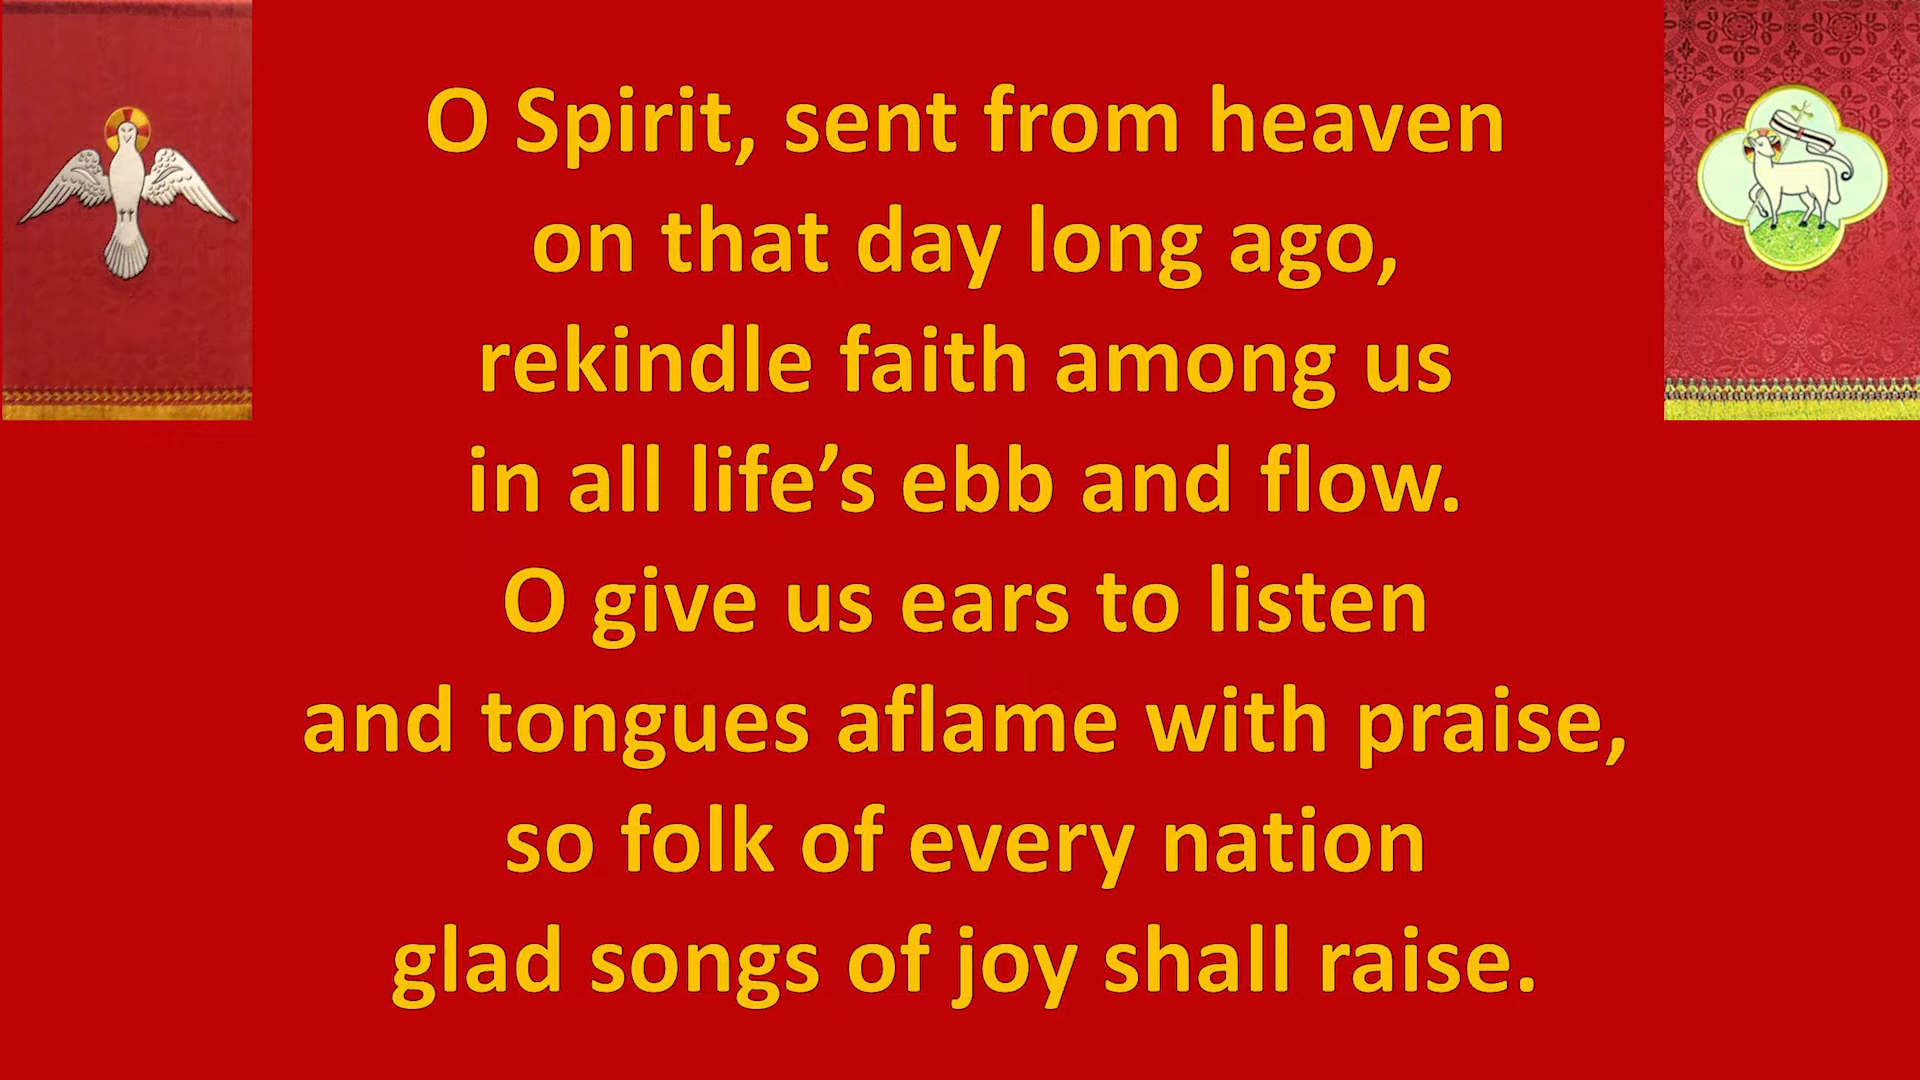 O Spirit, sent from heaven
on that day long ago,
rekindle faith among us
in all life’s ebb and flow.
O give us ears to listen
and tongues aflame with praise,
so folk of every nation
glad songs of joy shall raise.